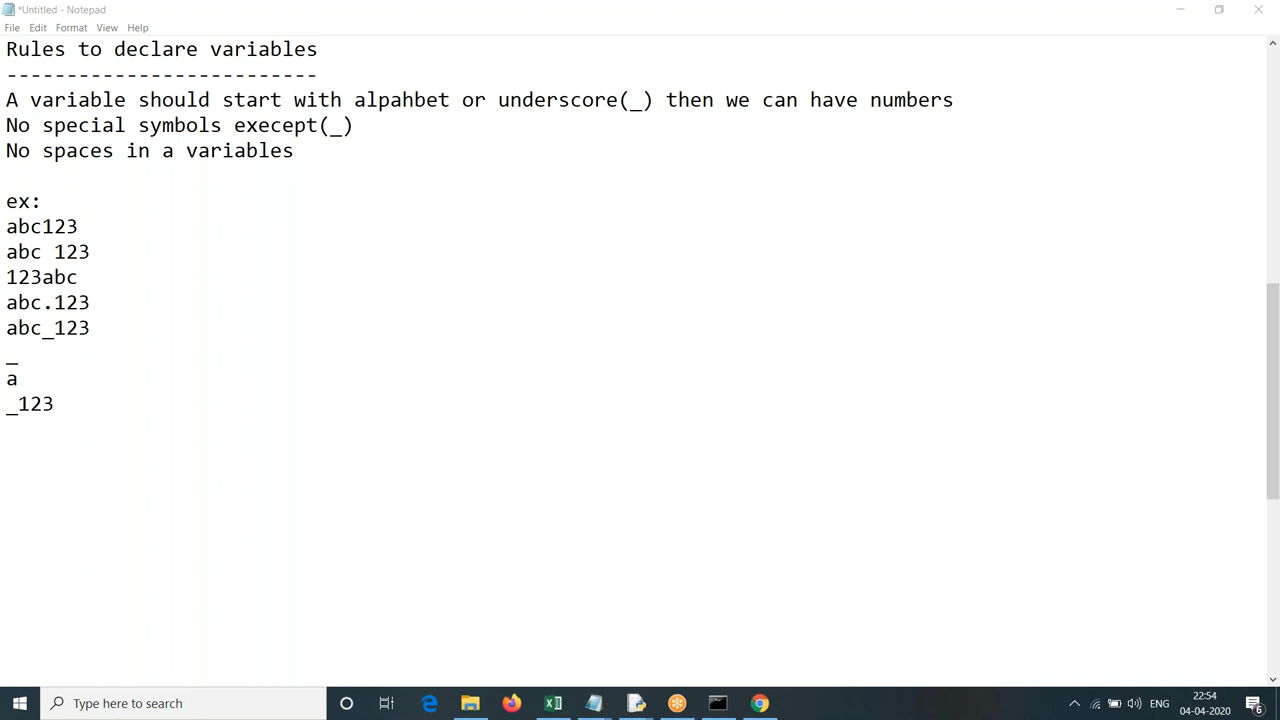 *Untitled - Notepad
File Edit Format View Help
Rules to declare variables
--------------------------
A variable should start with alpahbet or underscore(_) then we can have numbers
No special symbols execept(_)
No spaces in a variables
ex:
abc123
abc 123
123abc
abc.123
abc_123
_
a
_123
Type here to search
ENG
22:54
04-04-2020
6